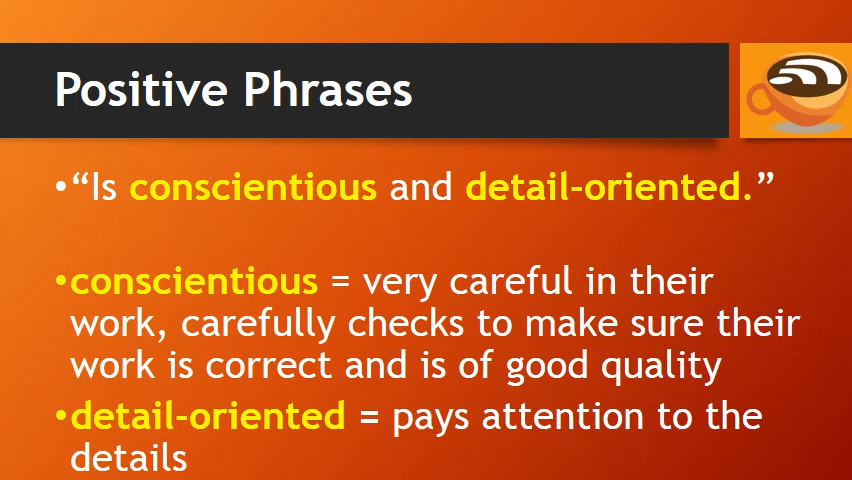 Positive Phrases
•“Is conscientious and detail-oriented.”
•conscientious = very careful in their
work, carefully checks to make sure their
work is correct and is of good quality
•detail-oriented = pays attention to the
details